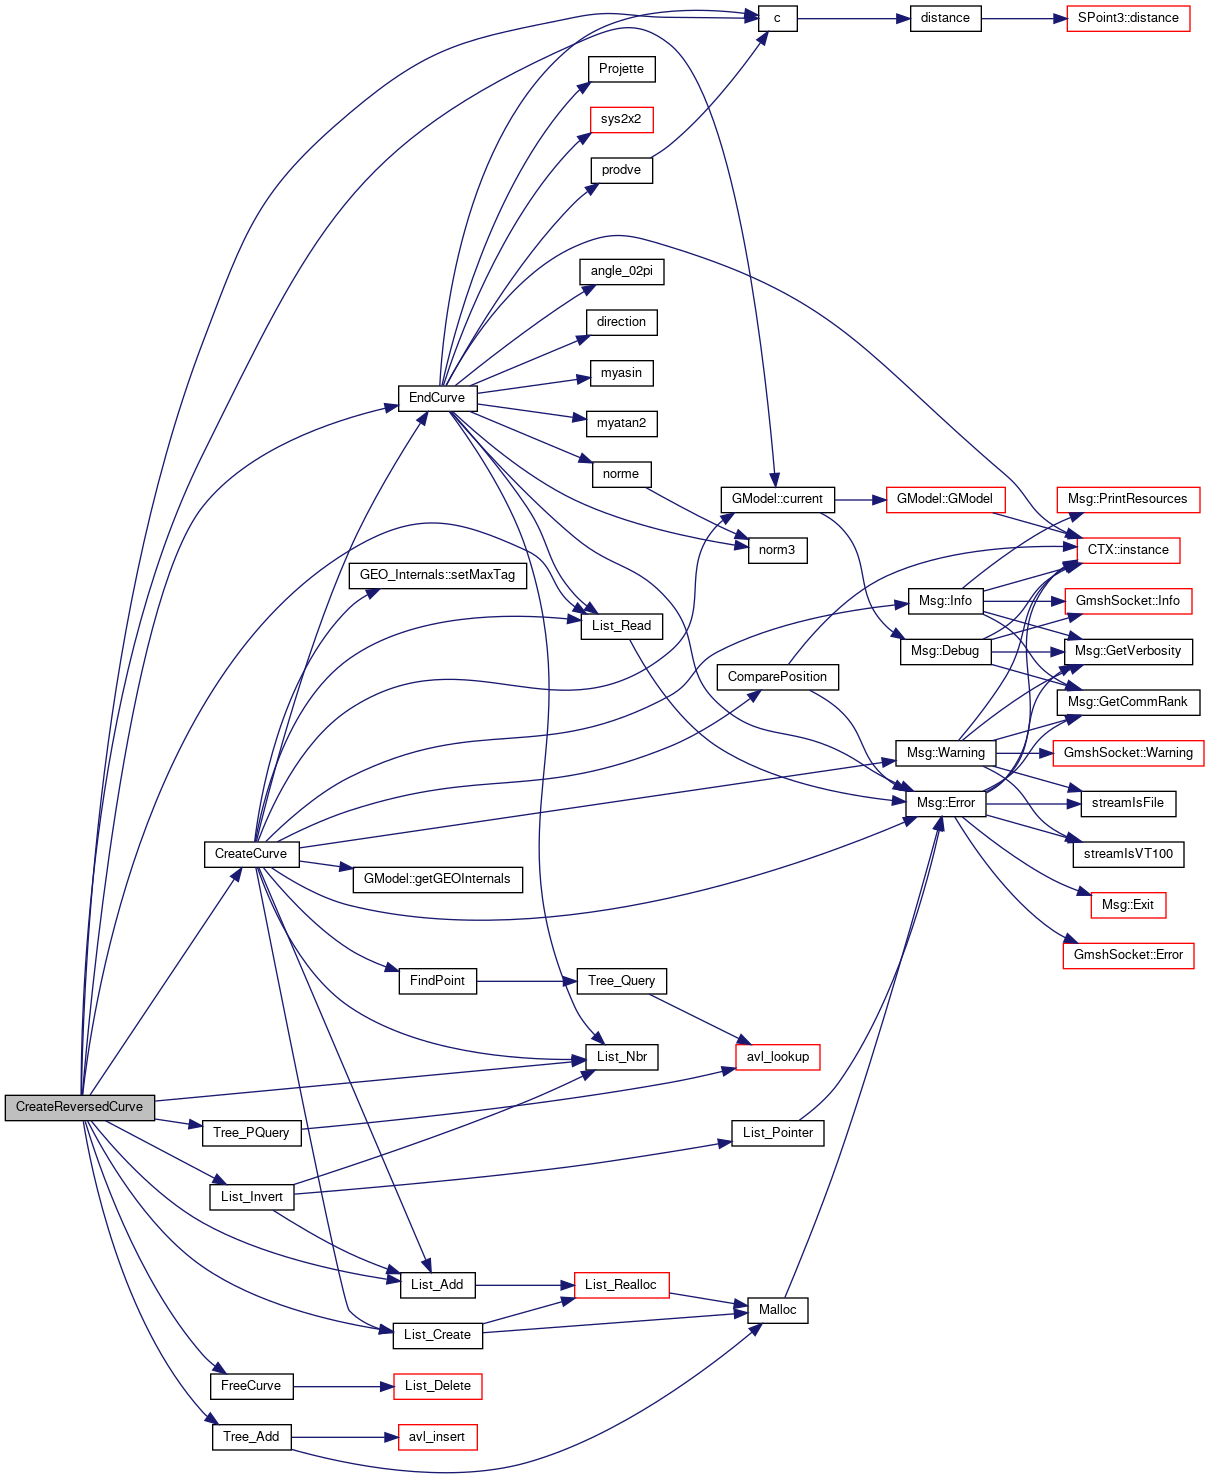 c
distance
SPoint3::distance
Projette
sys2x2
prodve
angle_02pi
direction
myasin
EndCurve
myatan2
norme
GModel::current
GModel::GModel
Msg::PrintResources
norm3
CTX::instance
GEO_Internals::setMaxTag
Msg::Info
GmshSocket::Info
List_Read
Msg::Debug
Msg::GetVerbosity
ComparePosition
Msg::GetCommRank
Msg::Warning
GmshSocket::Warning
Msg::Error
streamIsFile
CreateCurve
streamIsVT100
GModel::getGEOInternals
Msg::Exit
GmshSocket::Error
FindPoint
Tree_Query
List_Nbr
avl_lookup
CreateReversedCurve
Tree_PQuery
List_Pointer
List_Invert
List_Add
List_Realloc
Malloc
List_Create
FreeCurve
List_Delete
Tree_Add
avl_insert